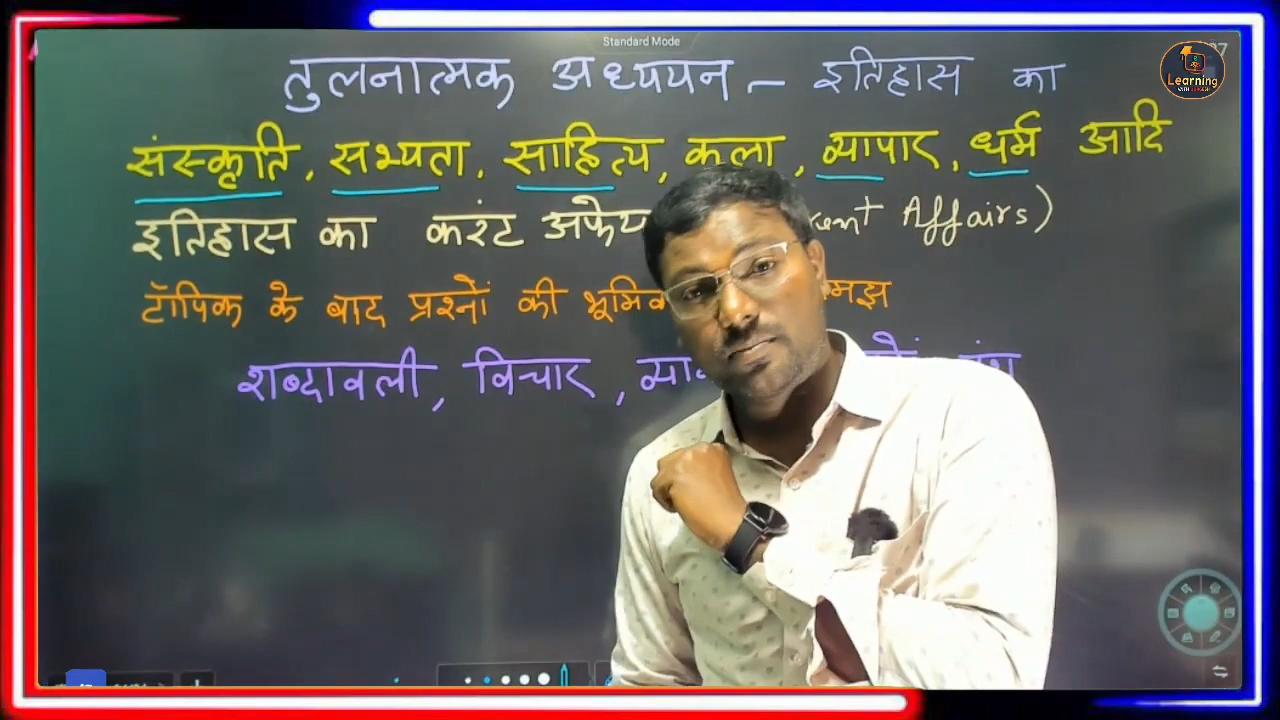 Standard Mode
Learning
तुलनात्मक अध्ययन - इतिहास का
संस्कृति, सभ्यता, साहित्य, कला, व्यापार, धर्म आदि
इतिहास का करंट अफेय Affairs)
टॉपिक के बाद प्रश्नों की
शब्दावली, विचार,